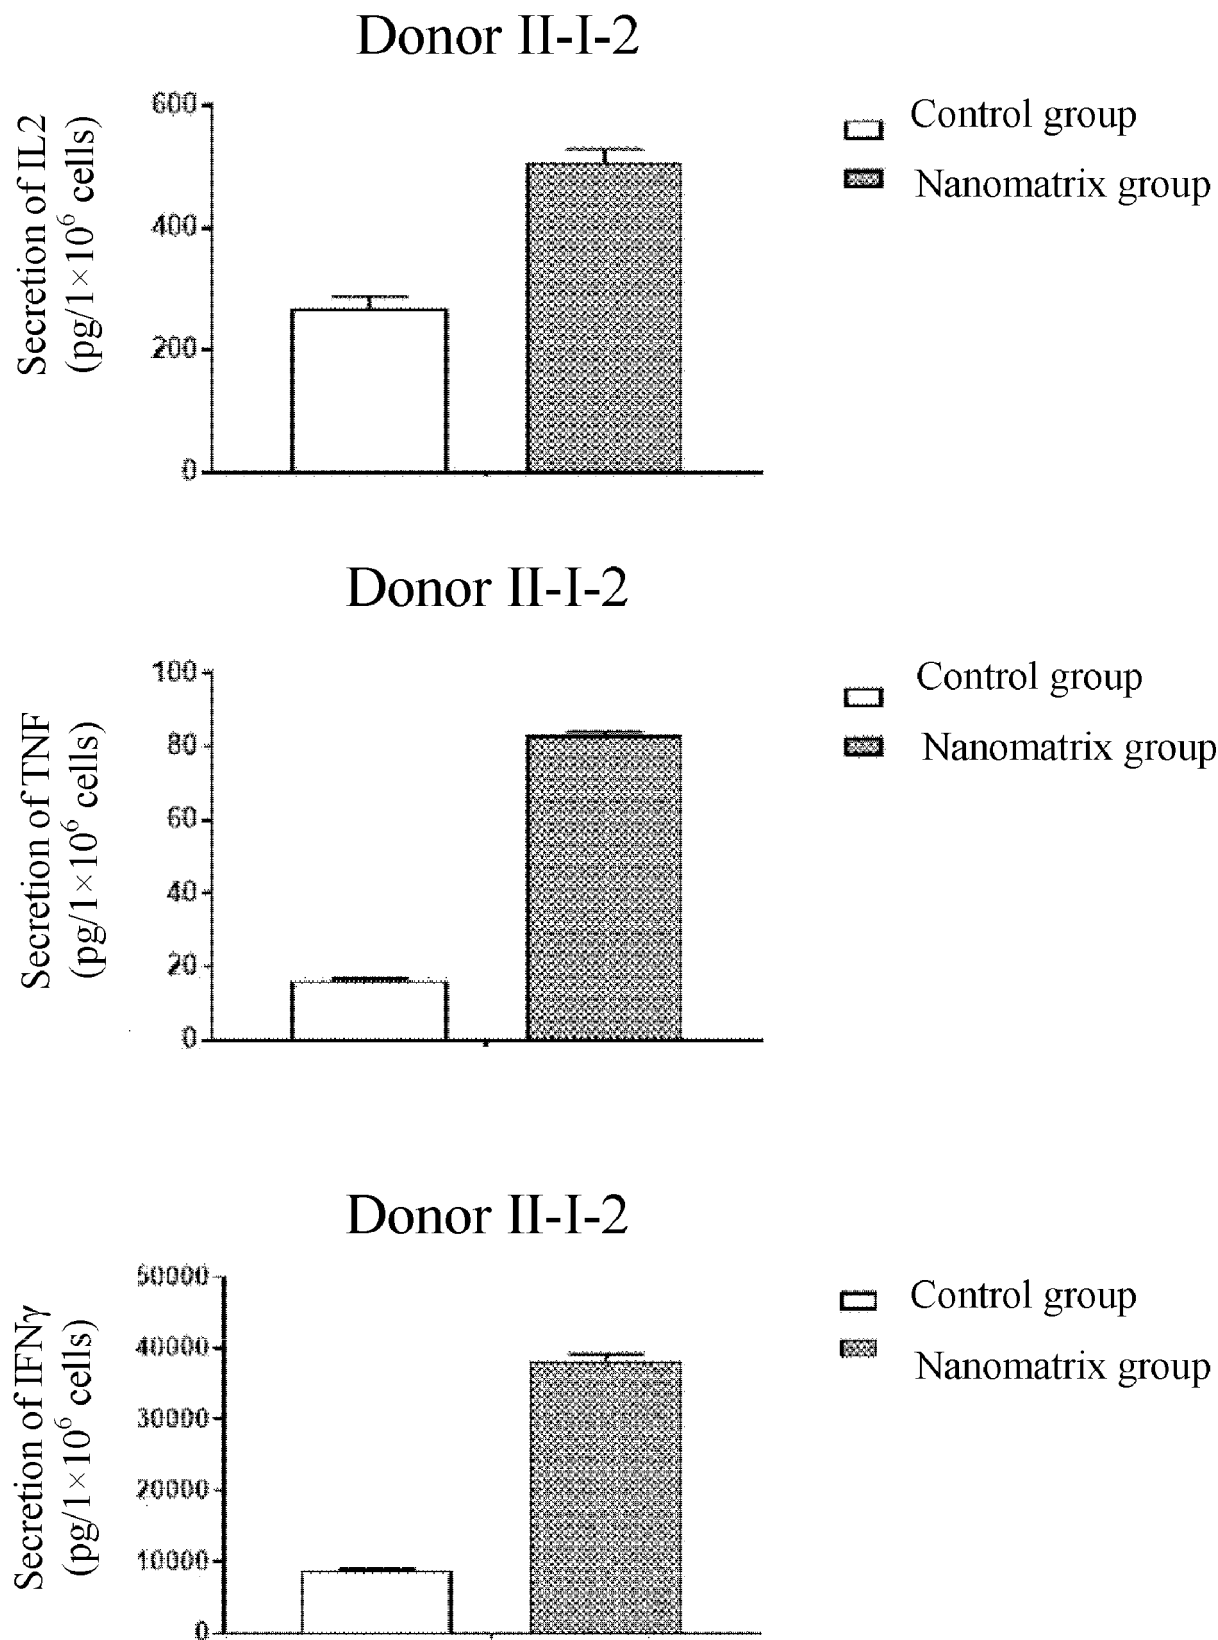 Donor II-I-2
Secretion of IL2
(pg/1×10⁶ cells)
600
400
200
0
Control group
Nanomatrix group
Donor II-I-2
Secretion of TNF
(pg/1×10⁶ cells)
100
80
60
40
20
0
Control group
Nanomatrix group
Donor II-I-2
Secretion of IFNγ
(pg/1×10⁶ cells)
50000
40000
30000
20000
10000
0
Control group
Nanomatrix group